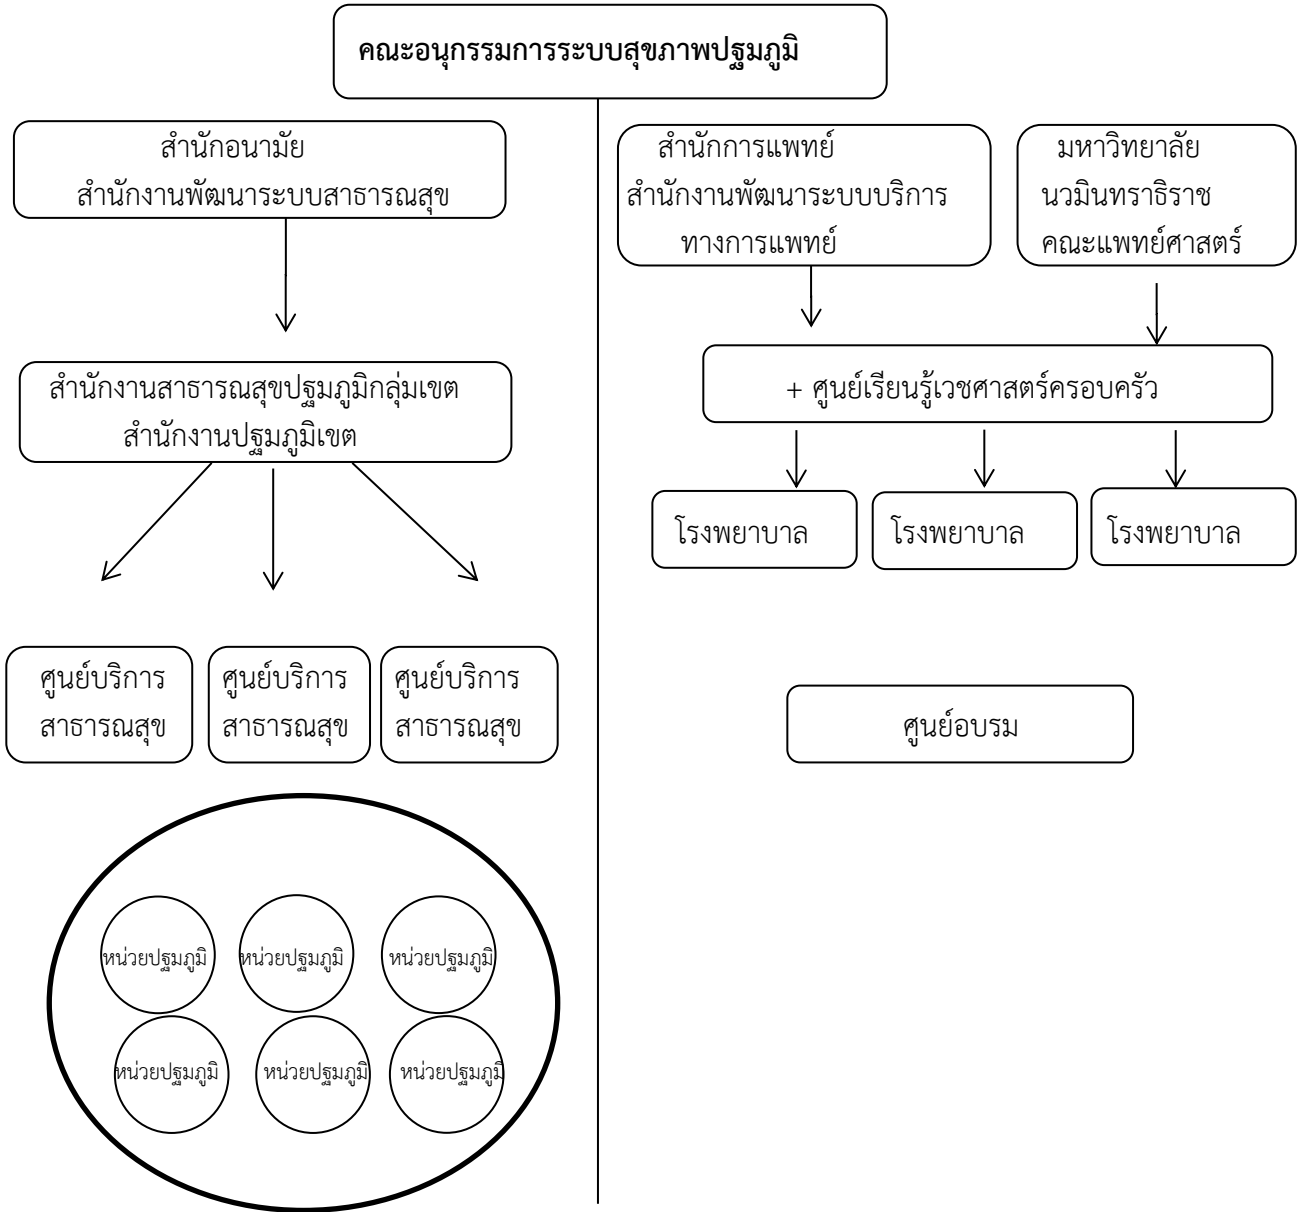 คณะอนุกรรมการระบบสุขภาพปฐมภูมิ
สำนักอนามัย
สำนักงานพัฒนาระบบสาธารณสุข
สำนักการแพทย์
สำนักงานพัฒนาระบบบริการ
ทางการแพทย์
มหาวิทยาลัย
นวมินทราธิราช
คณะแพทย์ศาสตร์
สำนักงานสาธารณสุขปฐมภูมิกลุ่มเขต
สำนักงานปฐมภูมิเขต
+ ศูนย์เรียนรู้เวชศาสตร์ครอบครัว
โรงพยาบาล
โรงพยาบาล
โรงพยาบาล
ศูนย์บริการ
สาธารณสุข
ศูนย์บริการ
สาธารณสุข
ศูนย์บริการ
สาธารณสุข
ศูนย์อบรม
หน่วยปฐมภูมิ
หน่วยปฐมภูมิ
หน่วยปฐมภูมิ
หน่วยปฐมภูมิ
หน่วยปฐมภูมิ
หน่วยปฐมภูมิ